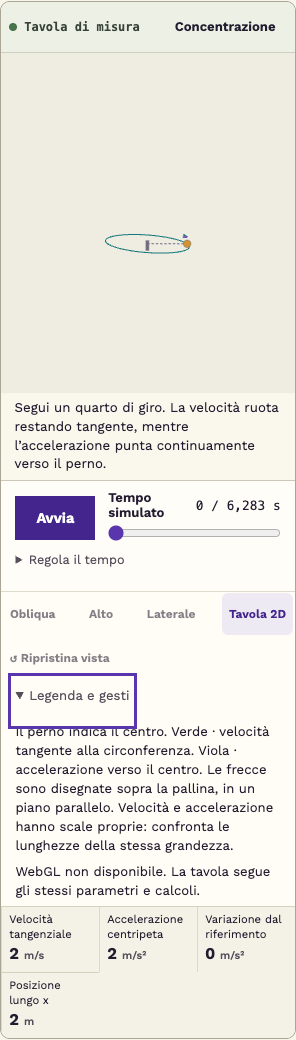 Tavola di misura
Concentrazione
Segui un quarto di giro. La velocità ruota
restando tangente, mentre
l’accelerazione punta continuamente
verso il perno.
Avvia
Tempo
simulato
0 / 6,283 s
▶ Regola il tempo
Obliqua
Alto
Laterale
Tavola 2D
↺ Ripristina vista
▼ Legenda e gesti
Il perno indica il centro. Verde · velocità
tangente alla circonferenza. Viola ·
accelerazione verso il centro. Le frecce
sono disegnate sopra la pallina, in un
piano parallelo. Velocità e accelerazione
hanno scale proprie: confronta le
lunghezze della stessa grandezza.
WebGL non disponibile. La tavola segue
gli stessi parametri e calcoli.
Velocità
tangenziale
2 m/s
Accelerazione
centripeta
2 m/s²
Variazione dal
riferimento
0 m/s²
Posizione
lungo x
2 m